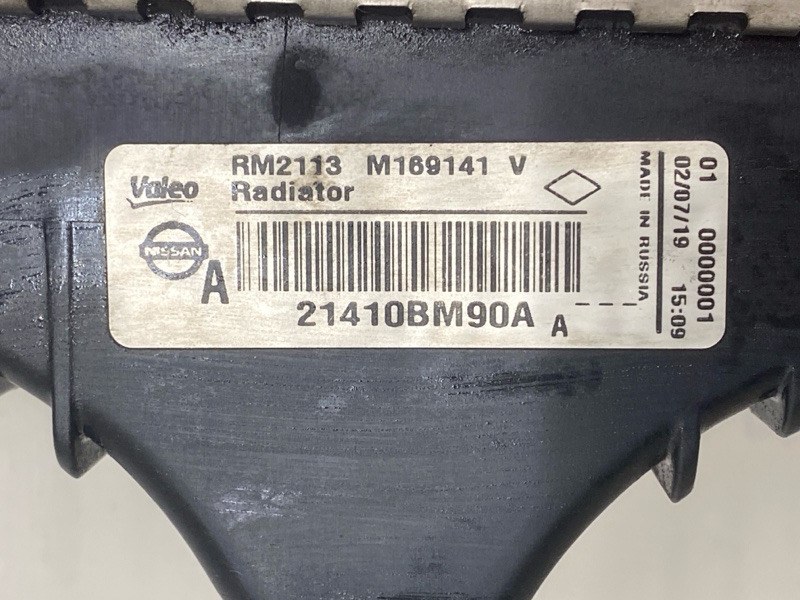 Valeo
RM2113 M169141 V
Radiator
NISSAN
A
21410BM90A A
MADE IN RUSSIA
02/07/19 15:09
01 0000001